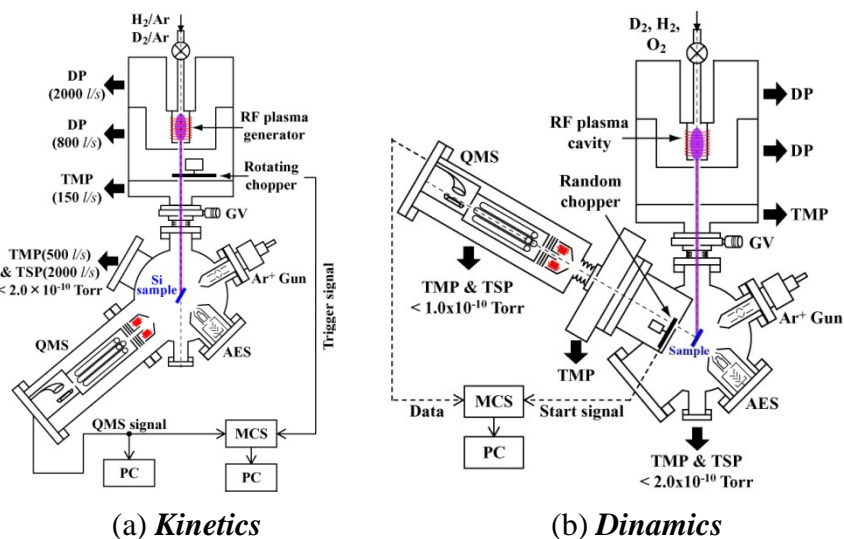 H2/Ar
D2/Ar
DP
(2000 l/s)
DP
(800 l/s)
RF plasma
generator
Rotating
chopper
TMP
(150 l/s)
GV
TMP(500 l/s)
& TSP(2000 l/s)
< 2.0 × 10-10 Torr
Si
sample
Ar+ Gun
QMS
AES
Trigger signal
QMS signal
MCS
PC
PC
(a) Kinetics
D2, H2,
O2
DP
RF plasma
cavity
DP
QMS
Random
chopper
TMP
GV
TMP and TSP
< 1.0x10-10 Torr
Ar+ Gun
Sample
TMP
AES
Data
MCS
Start signal
PC
TMP & TSP
< 2.0x10-10 Torr
(b) Dinamics